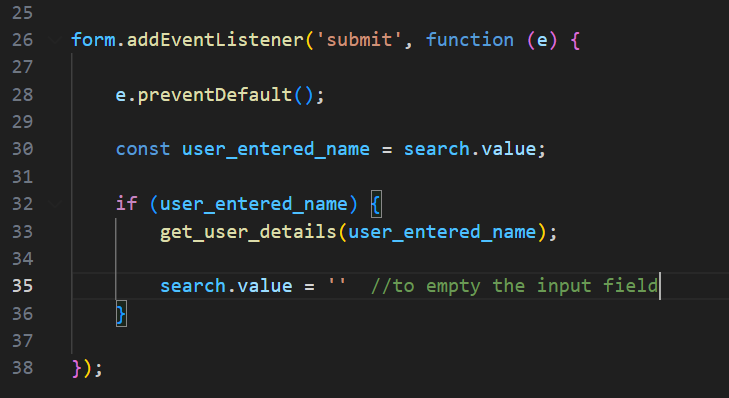 25
26 form.addEventListener('submit', function (e) {
27
28 e.preventDefault();
29
30 const user_entered_name = search.value;
31
32 if (user_entered_name) {
33 get_user_details(user_entered_name);
34
35 search.value = '' //to empty the input field
36 }
37
38 });